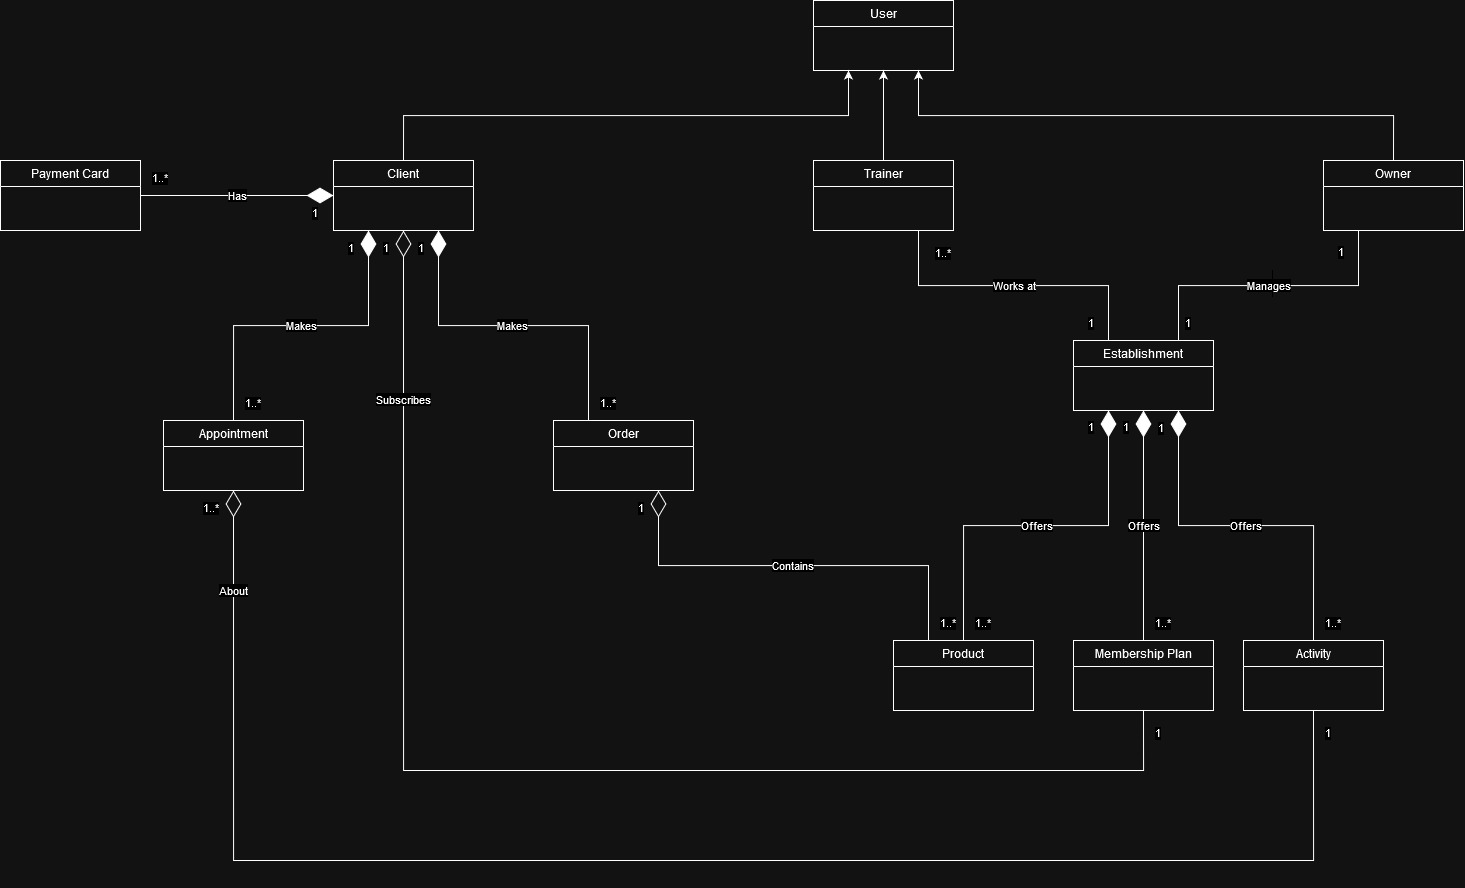 User
Payment Card
1..*
Has
1
Client
Trainer
Owner
1
1
1
1..*
1
Works at
Manages
Makes
Makes
1
1
Establishment
Subscribes
1..*
1..*
1
1
1
Appointment
Order
1..*
1
Offers
Offers
Offers
Contains
About
1..*
1..*
1..*
1..*
Product
Membership Plan
Activity
1
1